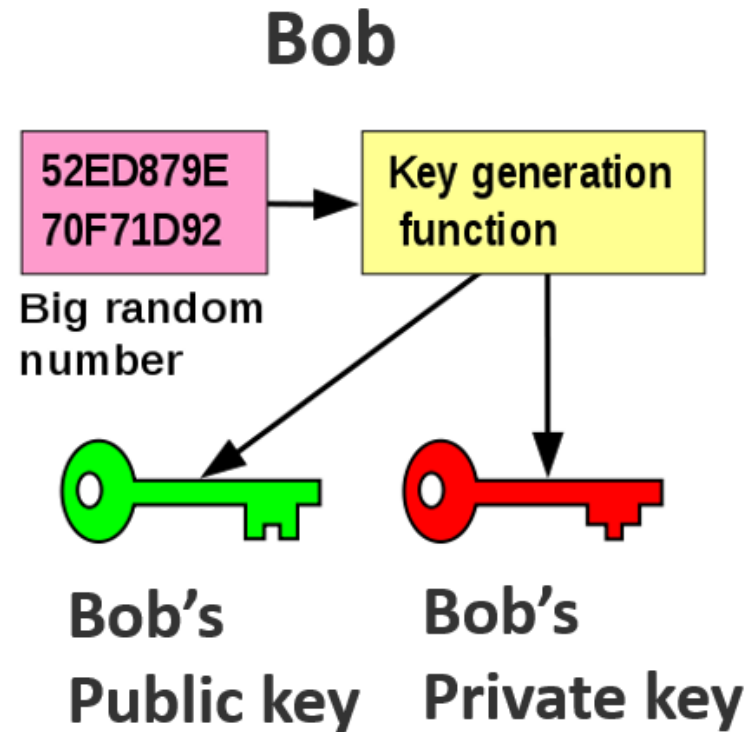 Bob
52ED879E
70F71D92
Key generation
function
Big random
number
Bob’s
Public key
Bob’s
Private key